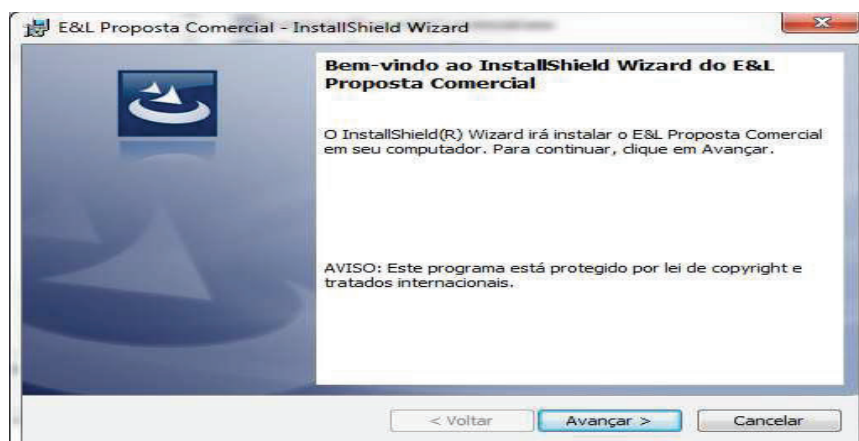 E&L Proposta Comercial - InstallShield Wizard
Bem-vindo ao InstallShield Wizard do E&L
Proposta Comercial
O InstallShield(R) Wizard irá instalar o E&L Proposta Comercial
em seu computador. Para continuar, clique em Avançar.
AVISO: Este programa está protegido por lei de copyright e
tratados internacionais.
< Voltar
Avançar >
Cancelar